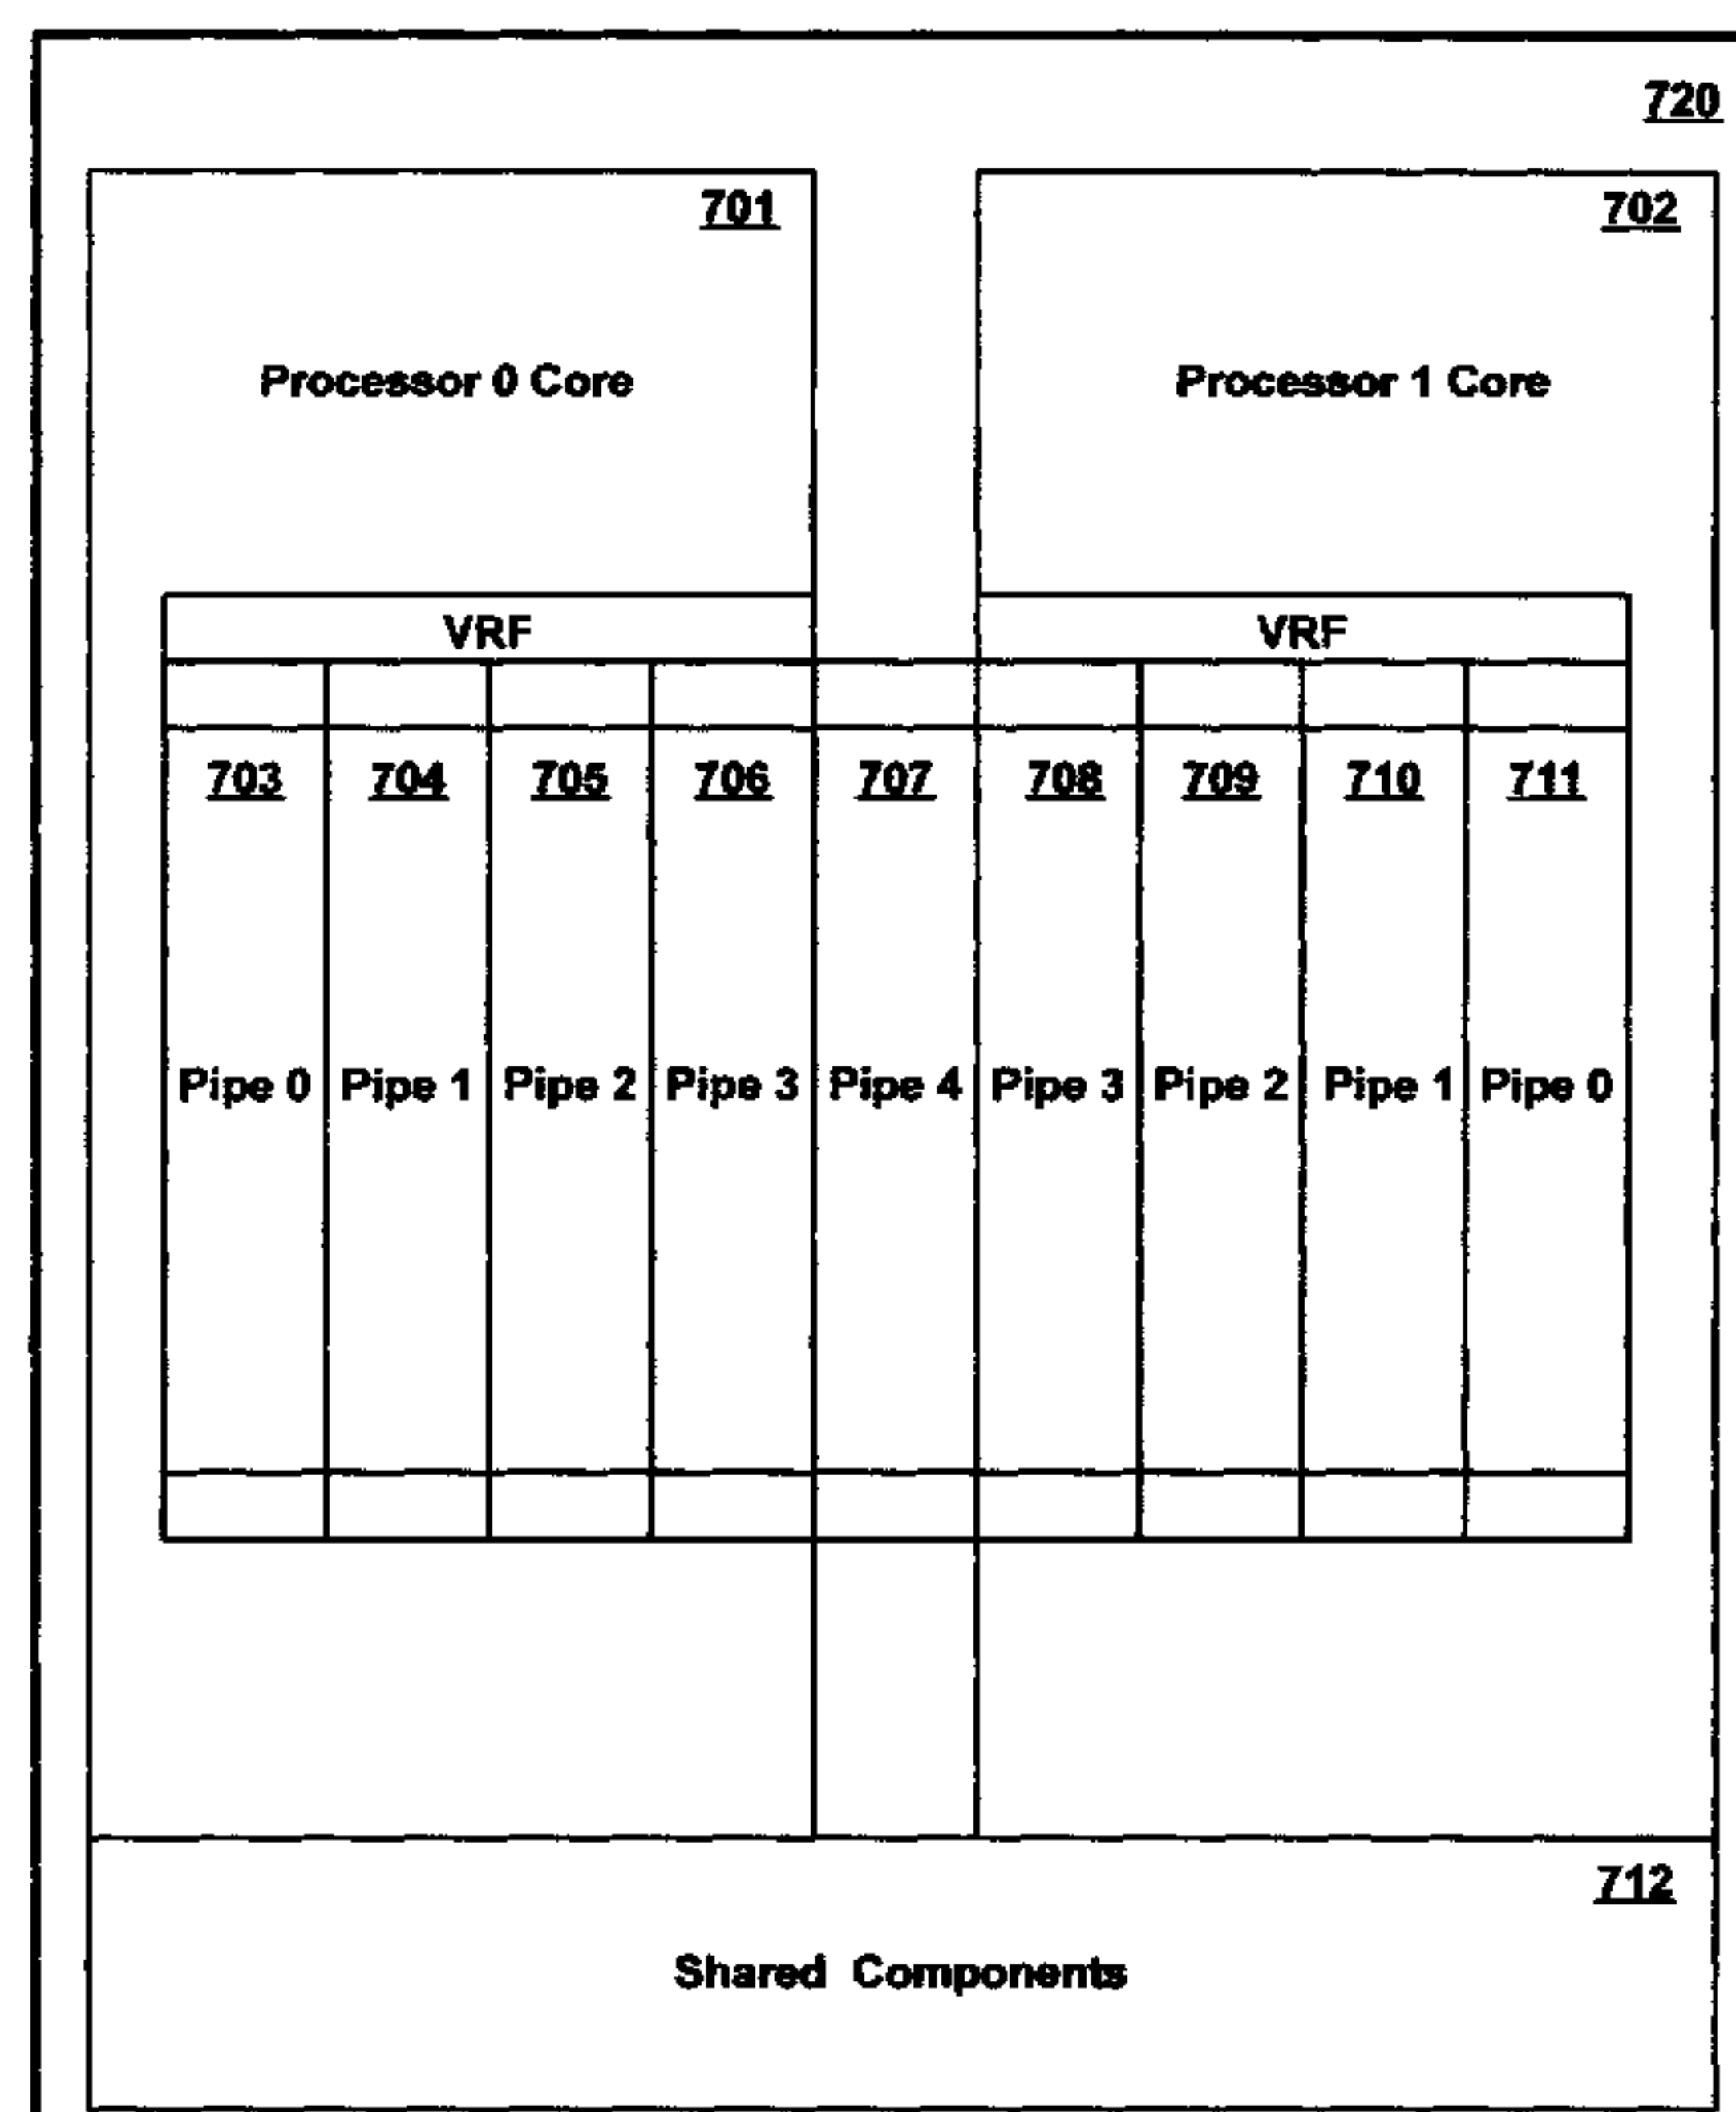 720
701
702
Processor 0 Core
Processor 1 Core
VRF
VRF
703 704 705 706 707 708 709 710 711
Pipe 0 Pipe 1 Pipe 2 Pipe 3 Pipe 4 Pipe 3 Pipe 2 Pipe 1 Pipe 0
712
Shared Components